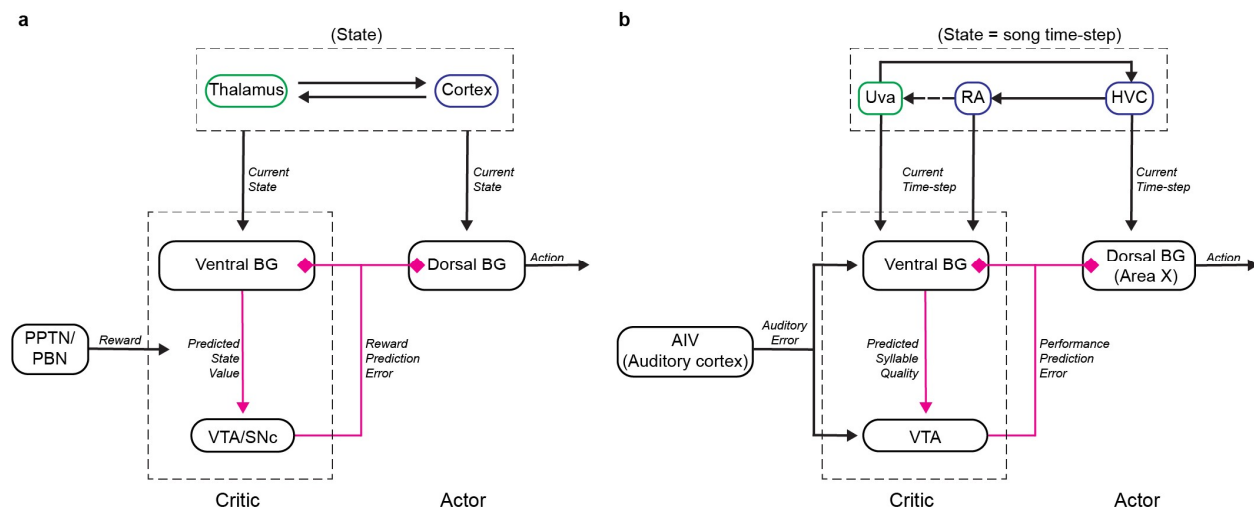 a
(State)
Thalamus
Cortex
Current
State
Current
State
Ventral BG
Dorsal BG
Action
PPTN/
PBN
Reward
Predicted
State
Value
Reward
Prediction
Error
VTA/SNc
Critic
Actor
b
(State = song time-step)
Uva
RA
HVC
Current
Time-step
Current
Time-step
Ventral BG
Dorsal BG
(Area X)
Action
AIV
(Auditory cortex)
Auditory
Error
Predicted
Syllable
Quality
Performance
Prediction
Error
VTA
Critic
Actor